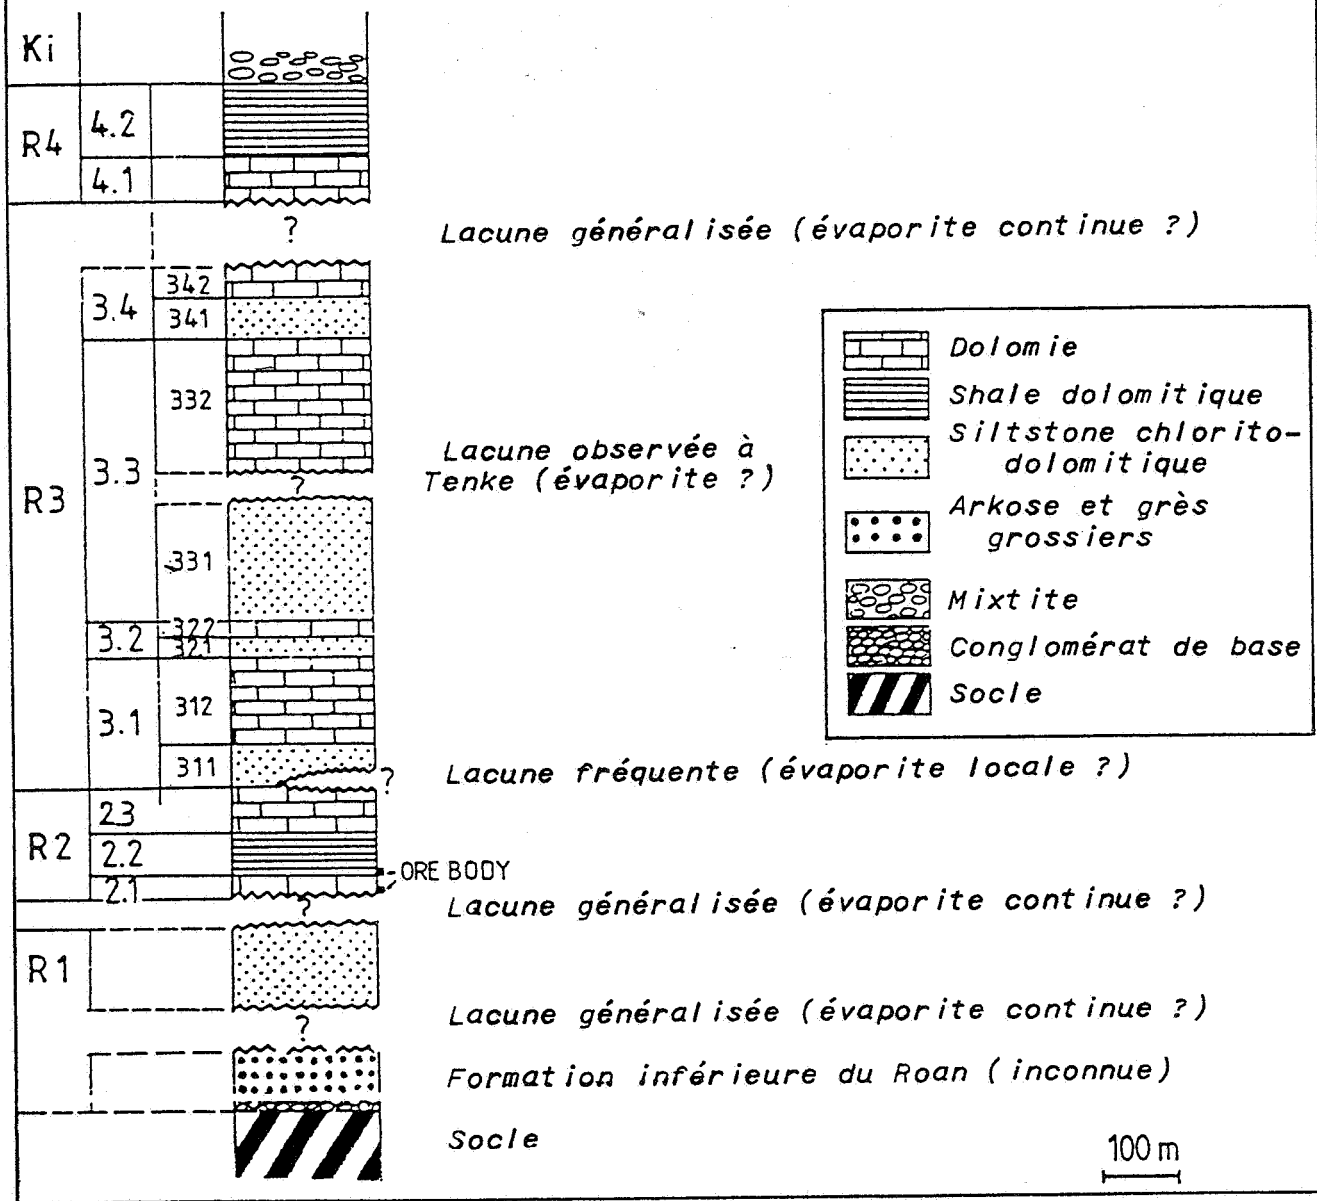 Ki
R4
4.2
4.1
?
Lacune généralisée (évaporite continue ?)
R3
3.4
342
341
3.3
332
?
Lacune observée à
Tenke (évaporite ?)
331
3.2
322
321
3.1
312
311
?
Lacune fréquente (évaporite locale ?)
R2
2.3
2.2
2.1
ORE BODY
?
Lacune généralisée (évaporite continue ?)
R1
?
Lacune généralisée (évaporite continue ?)
Formation inférieure du Roan (inconnue)
Socle
Dolomie
Shale dolomitique
Siltstone chlorito-
dolomitique
Arkose et grès
grossiers
Mixtite
Conglomérat de base
Socle
100 m